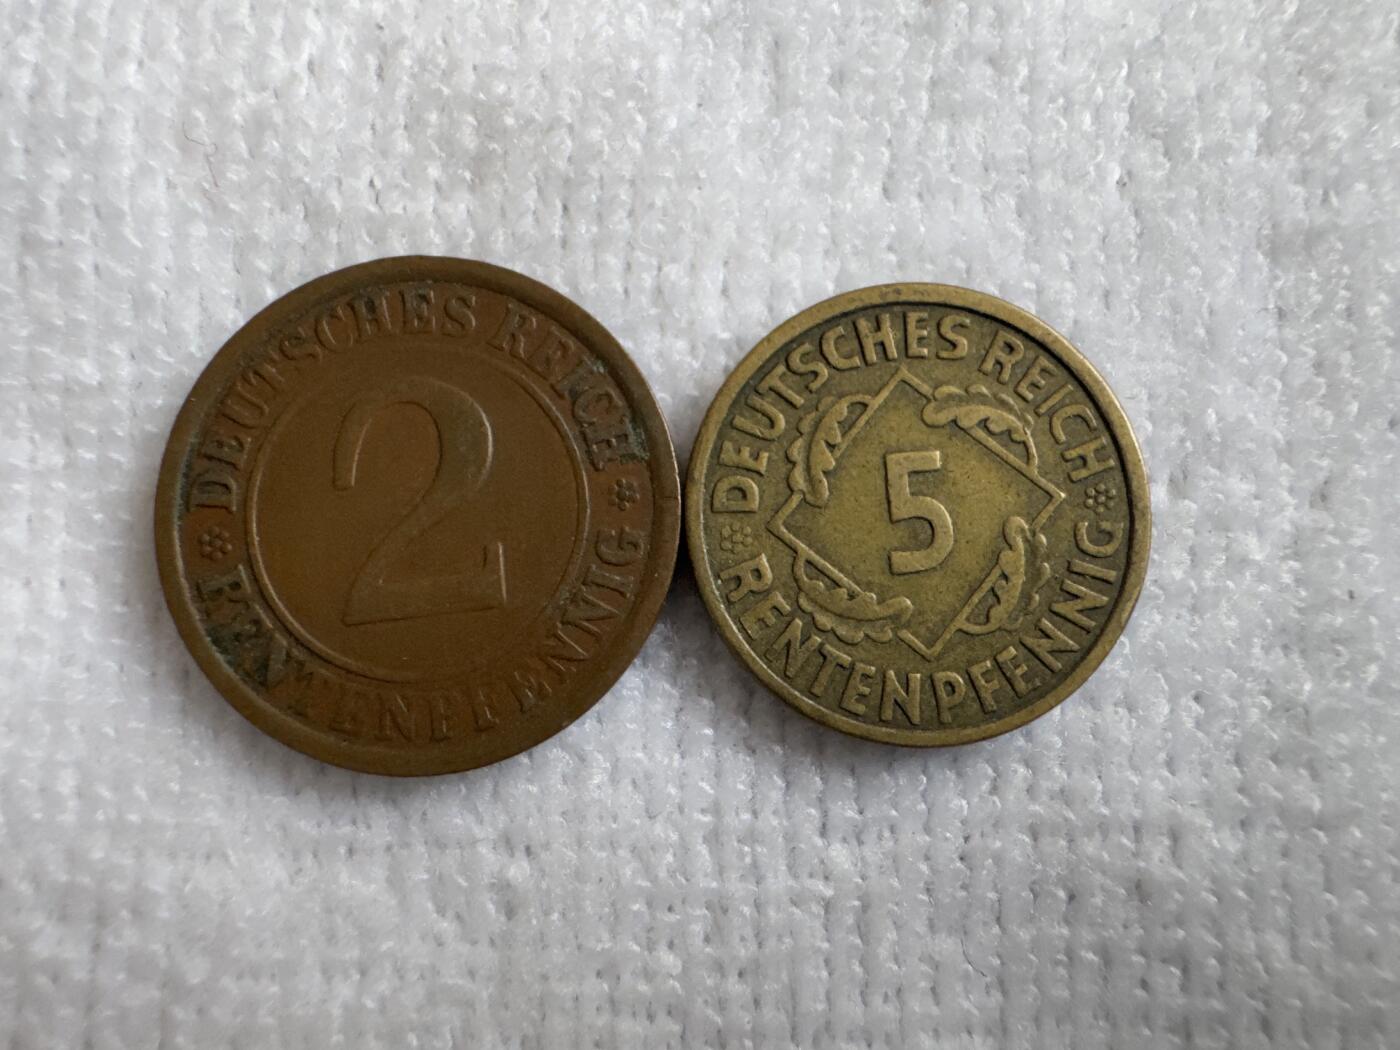 DEUTSCHES REICH
2
RENTENPFENNIG
DEUTSCHES REICH
5
RENTENPFENNIG